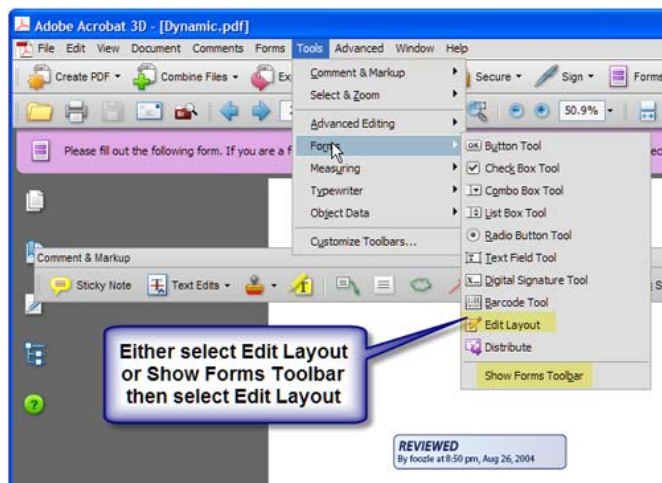 Adobe Acrobat 3D - [Dynamic.pdf]
File Edit View Document Comments Forms Tools Advanced Window Help
Create PDF Combine Files Ex Secure Sign Forms
50.9%
Please fill out the following form. If you are a f
Comment & Markup
Select & Zoom
Advanced Editing
Forms
Measuring
Typewriter
Object Data
Customize Toolbars...
OK Button Tool
Check Box Tool
Combo Box Tool
List Box Tool
Radio Button Tool
Text Field Tool
Digital Signature Tool
Barcode Tool
Edit Layout
Distribute
Show Forms Toolbar
Comment & Markup
Sticky Note Text Edits
Either select Edit Layout
or Show Forms Toolbar
then select Edit Layout
REVIEWED
By foozle at 8:50 pm, Aug 26, 2004